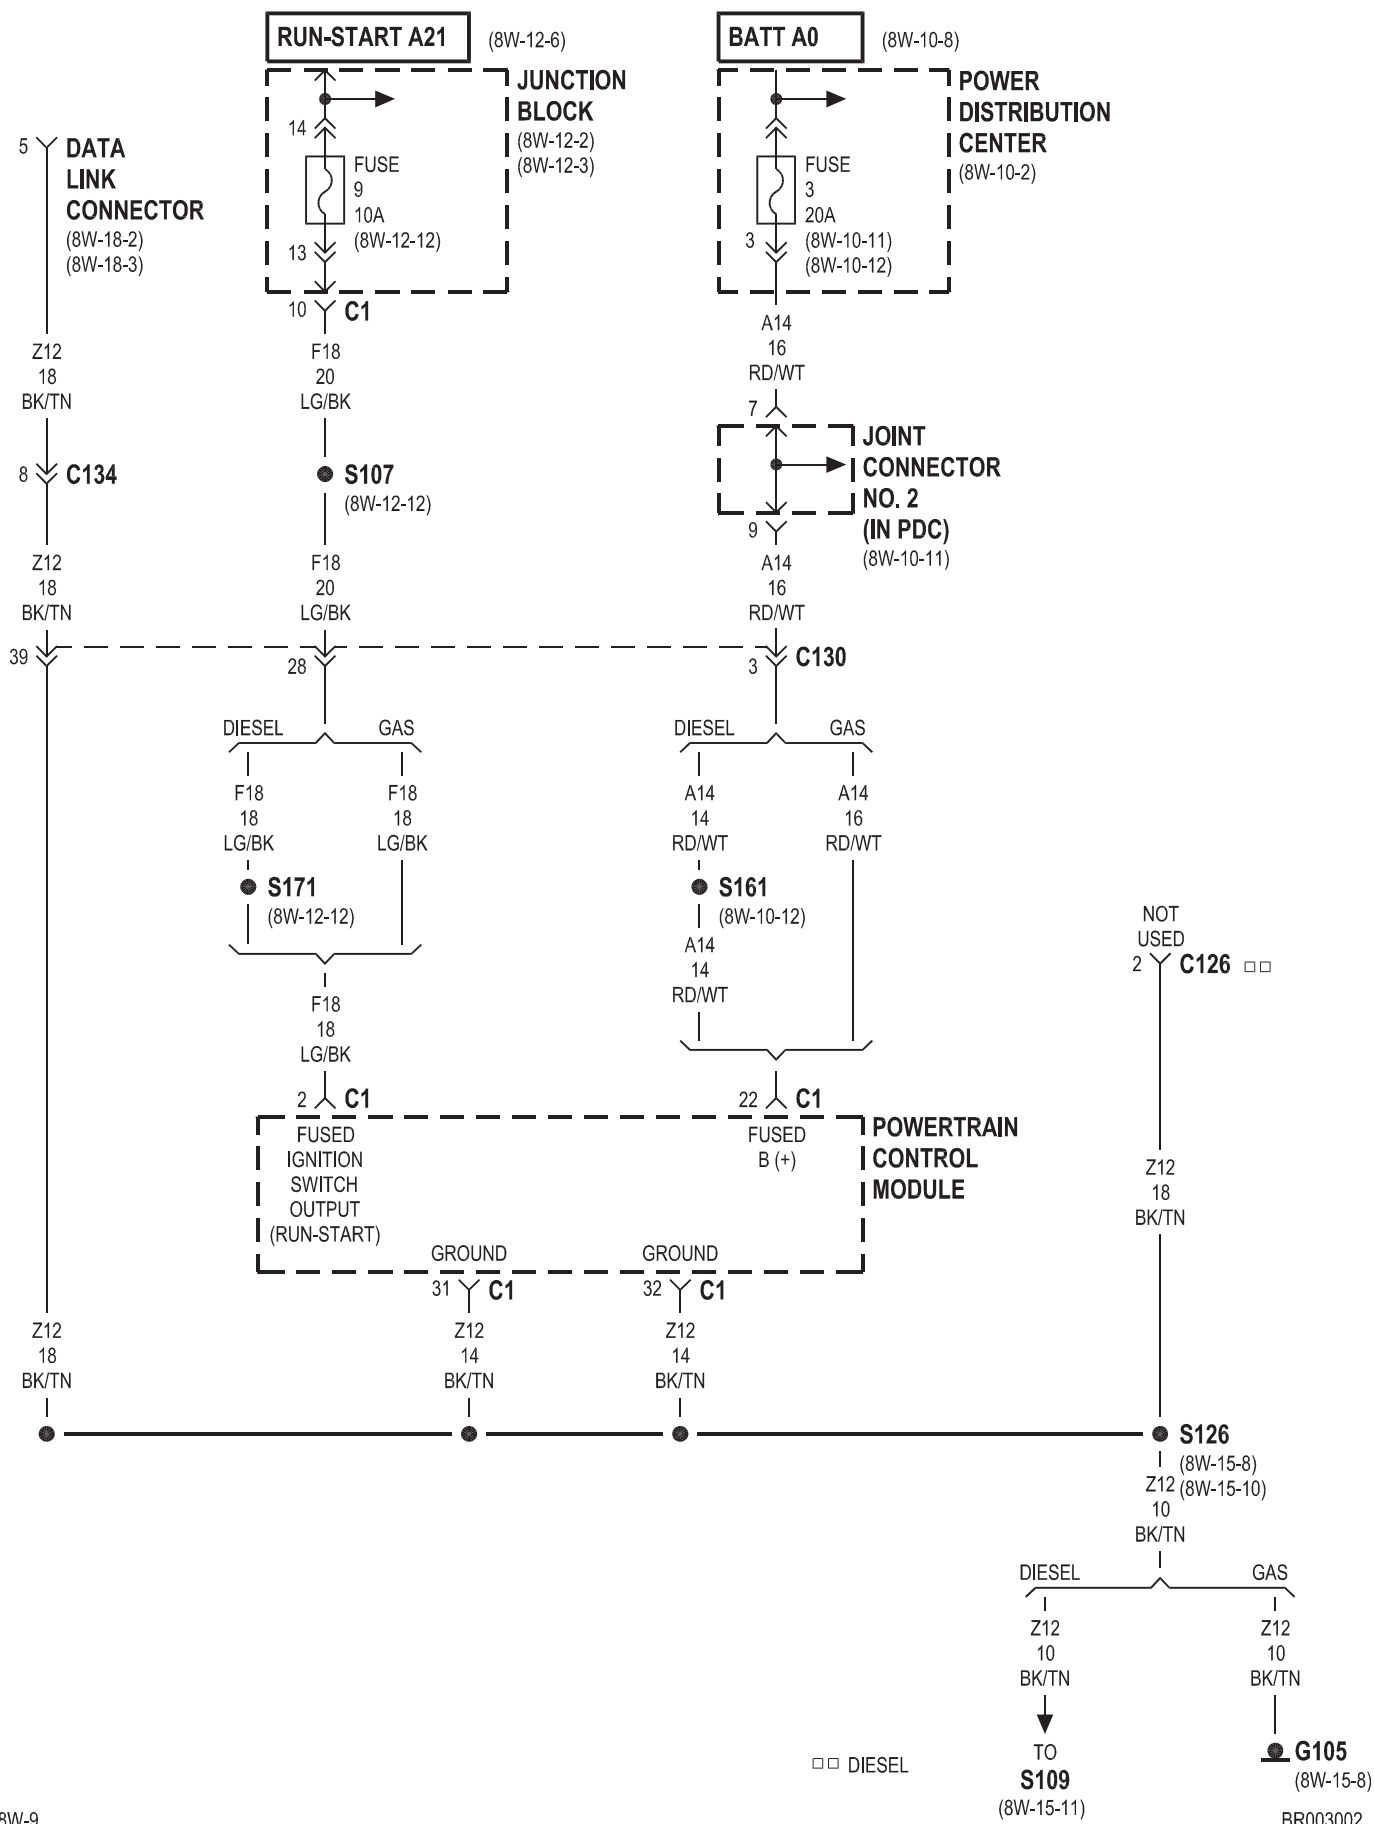 RUN-START A21
(8W-12-6)
BATT A0
(8W-10-8)
JUNCTION
BLOCK
(8W-12-2)
(8W-12-3)
14
FUSE
9
10A
(8W-12-12)
13
10
C1
POWER
DISTRIBUTION
CENTER
(8W-10-2)
FUSE
3
20A
(8W-10-11)
(8W-10-12)
3
5
DATA
LINK
CONNECTOR
(8W-18-2)
(8W-18-3)
Z12
18
BK/TN
F18
20
LG/BK
A14
16
RD/WT
7
JOINT
CONNECTOR
NO. 2
(IN PDC)
(8W-10-11)
9
8
C134
S107
(8W-12-12)
Z12
18
BK/TN
F18
20
LG/BK
A14
16
RD/WT
39
28
3
C130
DIESEL
GAS
DIESEL
GAS
F18
18
LG/BK
F18
18
LG/BK
A14
14
RD/WT
A14
16
RD/WT
S171
(8W-12-12)
S161
(8W-10-12)
A14
14
RD/WT
F18
18
LG/BK
NOT
USED
2
C126 □□
2
C1
22
C1
FUSED
IGNITION
SWITCH
OUTPUT
(RUN-START)
FUSED
B (+)
POWERTRAIN
CONTROL
MODULE
GROUND
GROUND
31
C1
32
C1
Z12
18
BK/TN
Z12
18
BK/TN
Z12
14
BK/TN
Z12
14
BK/TN
S126
(8W-15-8)
(8W-15-10)
Z12
10
BK/TN
DIESEL
GAS
Z12
10
BK/TN
Z12
10
BK/TN
TO
S109
(8W-15-11)
G105
(8W-15-8)
□□ DIESEL
8W-9
BR003002